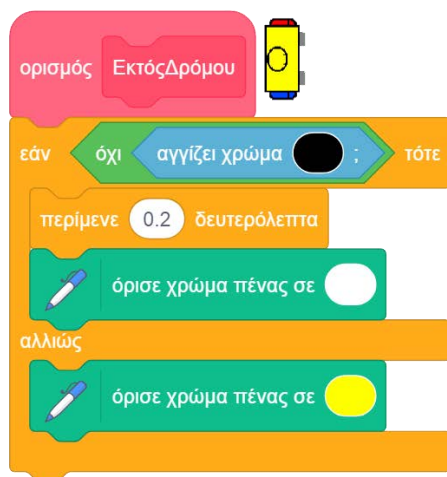 ορισμός ΕκτόςΔρόμου
εάν όχι αγγίζει χρώμα ; τότε
περίμενε 0.2 δευτερόλεπτα
όρισε χρώμα πένας σε
αλλιώς
όρισε χρώμα πένας σε